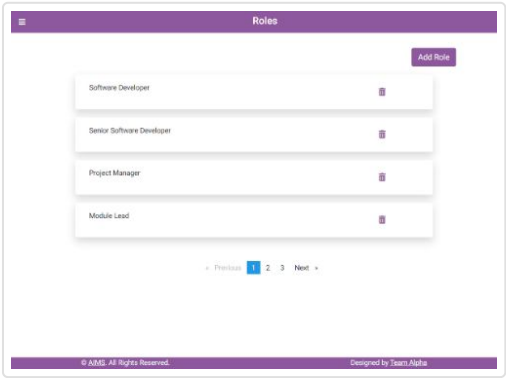 Roles
Add Role
Software Developer
Senior Software Developer
Project Manager
Module Lead
« Previous 1 2 3 Next »
© AIMS. All Rights Reserved. Designed by Team Alpha